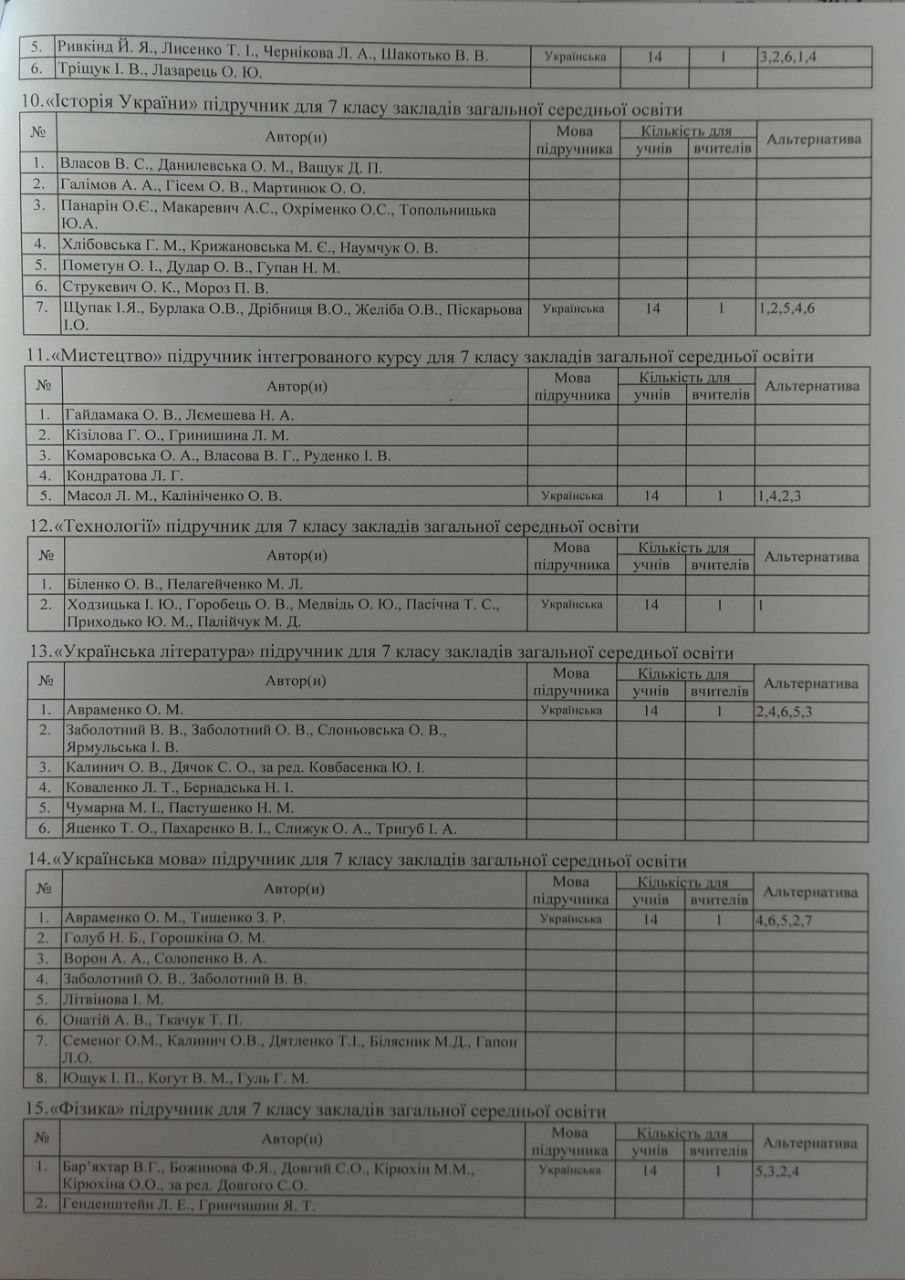 5. Ривкінд Й. Я., Лисенко Т. І., Чернікова Л. А., Шакотько В. В. Українська 14 1 3,2,6,1,4
6. Тріщук І. В., Лазарець О. Ю.
10.«Історія України» підручник для 7 класу закладів загальної середньої освіти
№ Автор(и) Мова підручника Кількість для учнів вчителів Альтернатива
1. Власов В. С., Данилевська О. М., Ващук Д. П.
2. Галімов А. А., Гісем О. В., Мартинюк О. О.
3. Панарін О.Є., Макаревич А.С., Охріменко О.С., Топольницька
Ю.А.
4. Хлібовська Г. М., Крижановська М. Є., Наумчук О. В.
5. Пометун О. І., Дудар О. В., Гупан Н. М.
6. Струкевич О. К., Мороз П. В.
7. Щупак І.Я., Бурлака О.В., Дрібниця В.О., Желіба О.В., Піскарьова Українська 14 1 1,2,5,4,6
І.О.
11.«Мистецтво» підручник інтегрованого курсу для 7 класу закладів загальної середньої освіти
№ Автор(и) Мова підручника Кількість для учнів вчителів Альтернатива
1. Гайдамака О. В., Лємешева Н. А.
2. Кізілова Г. О., Гринишина Л. М.
3. Комаровська О. А., Власова В. Г., Руденко І. В.
4. Кондратова Л. Г.
5. Масол Л. М., Калініченко О. В. Українська 14 1 1,4,2,3
12.«Технології» підручник для 7 класу закладів загальної середньої освіти
№ Автор(и) Мова підручника Кількість для учнів вчителів Альтернатива
1. Біленко О. В., Пелагейченко М. Л.
2. Ходзицька І. Ю., Горобець О. В., Медвідь О. Ю., Пасічна Т. С., Українська 14 1 1
Приходько Ю. М., Палійчук М. Д.
13.«Українська література» підручник для 7 класу закладів загальної середньої освіти
№ Автор(и) Мова підручника Кількість для учнів вчителів Альтернатива
1. Авраменко О. М. Українська 14 1 2,4,6,5,3
2. Заболотний В. В., Заболотний О. В., Слоньовська О. В.,
Ярмульська І. В.
3. Калинич О. В., Дячок С. О., за ред. Ковбасенка Ю. І.
4. Коваленко Л. Т., Бернадська Н. І.
5. Чумарна М. І., Пастушенко Н. М.
6. Яценко Т. О., Пахаренко В. І., Слижук О. А., Тригуб І. А.
14.«Українська мова» підручник для 7 класу закладів загальної середньої освіти
№ Автор(и) Мова підручника Кількість для учнів вчителів Альтернатива
1. Авраменко О. М., Тищенко З. Р. Українська 14 1 4,6,5,2,7
2. Голуб Н. Б., Горошкіна О. М.
3. Ворон А. А., Солопенко В. А.
4. Заболотний О. В., Заболотний В. В.
5. Літвінова І. М.
6. Онатій А. В., Ткачук Т. П.
7. Семеног О.М., Калинич О.В., Дятленко Т.І., Білясник М.Д., Гапон
Л.О.
8. Ющук І. П., Когут В. М., Гуль Г. М.
15.«Фізика» підручник для 7 класу закладів загальної середньої освіти
№ Автор(и) Мова підручника Кількість для учнів вчителів Альтернатива
1. Бар’яхтар В.Г., Божинова Ф.Я., Довгий С.О., Кірюхін М.М., Українська 14 1 5,3,2,4
Кірюхіна О.О., за ред. Довгого С.О.
2. Генденштейн Л. Е., Гринчишин Я. Т.